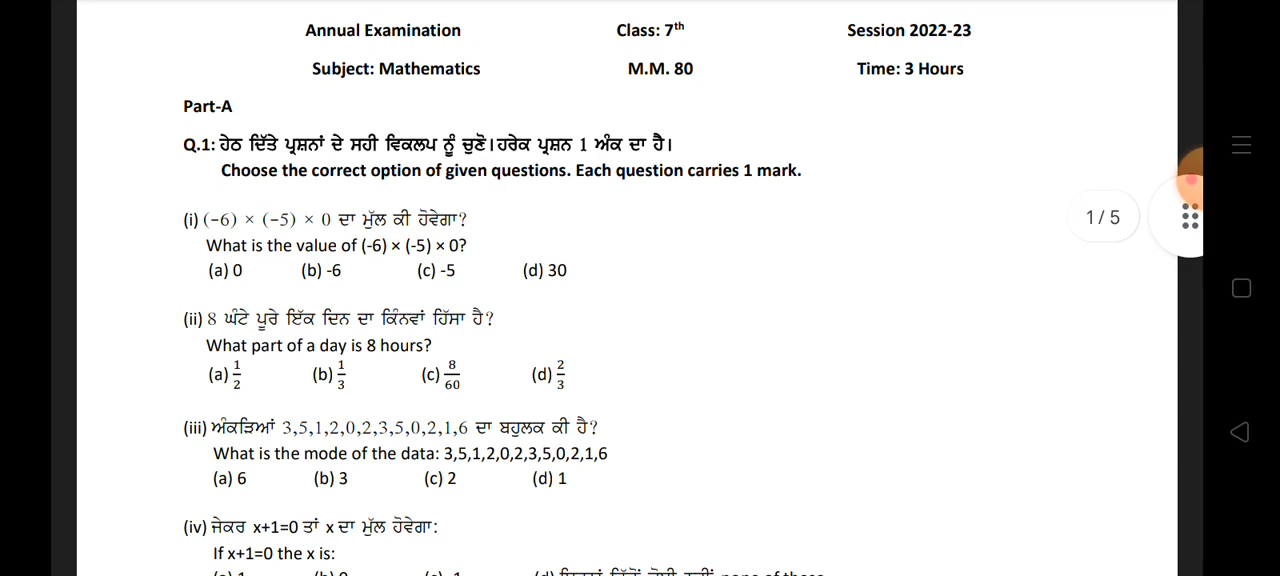 Annual Examination Class: 7th Session 2022-23
Subject: Mathematics M.M. 80 Time: 3 Hours
Part-A
Q.1: ਹੇਠ ਦਿੱਤੇ ਪ੍ਰਸ਼ਨਾਂ ਦੇ ਸਹੀ ਵਿਕਲਪ ਨੂੰ ਚੁਣੋ।ਹਰੇਕ ਪ੍ਰਸ਼ਨ 1 ਅੰਕ ਦਾ ਹੈ।
Choose the correct option of given questions. Each question carries 1 mark.
(i) (−6) × (−5) × 0 ਦਾ ਮੁੱਲ ਕੀ ਹੋਵੇਗਾ?
What is the value of (-6) × (-5) × 0?
(a) 0 (b) -6 (c) -5 (d) 30
1 / 5
(ii) 8 ਘੰਟੇ ਪੂਰੇ ਇੱਕ ਦਿਨ ਦਾ ਕਿੰਨਵਾਂ ਹਿੱਸਾ ਹੈ?
What part of a day is 8 hours?
(a) 1/2 (b) 1/3 (c) 8/60 (d) 2/3
(iii) ਅੰਕੜਿਆਂ 3,5,1,2,0,2,3,5,0,2,1,6 ਦਾ ਬਹੁਲਕ ਕੀ ਹੈ?
What is the mode of the data: 3,5,1,2,0,2,3,5,0,2,1,6
(a) 6 (b) 3 (c) 2 (d) 1
(iv) ਜੇਕਰ x+1=0 ਤਾਂ x ਦਾ ਮੁੱਲ ਹੋਵੇਗਾ:
If x+1=0 the x is: